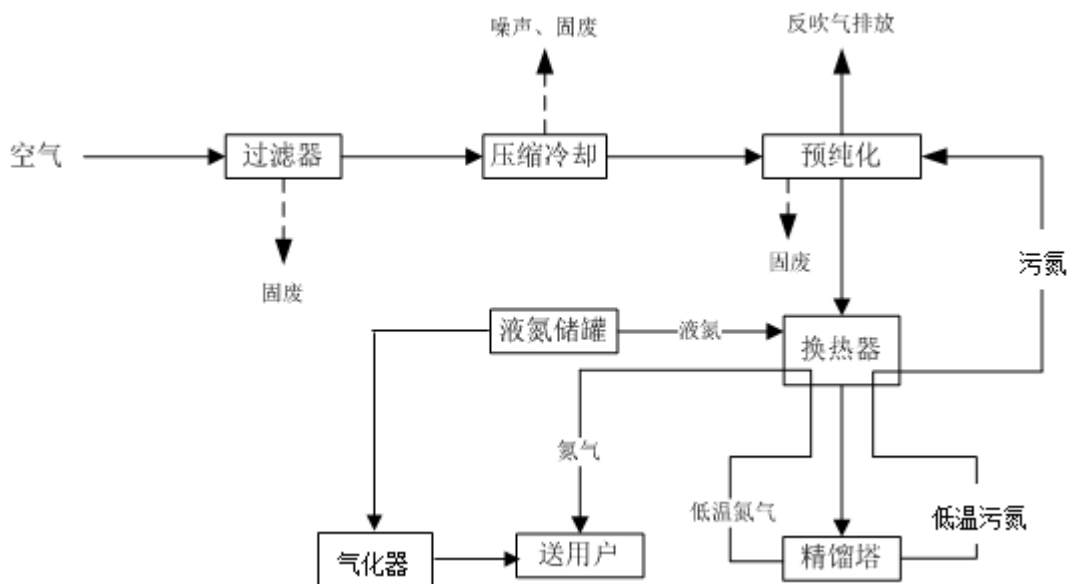 噪声、固废
反吹气排放
空气
过滤器
压缩冷却
预纯化
固废
固废
污氮
液氮储罐
液氮
换热器
氮气
低温氮气
低温污氮
气化器
送用户
精馏塔